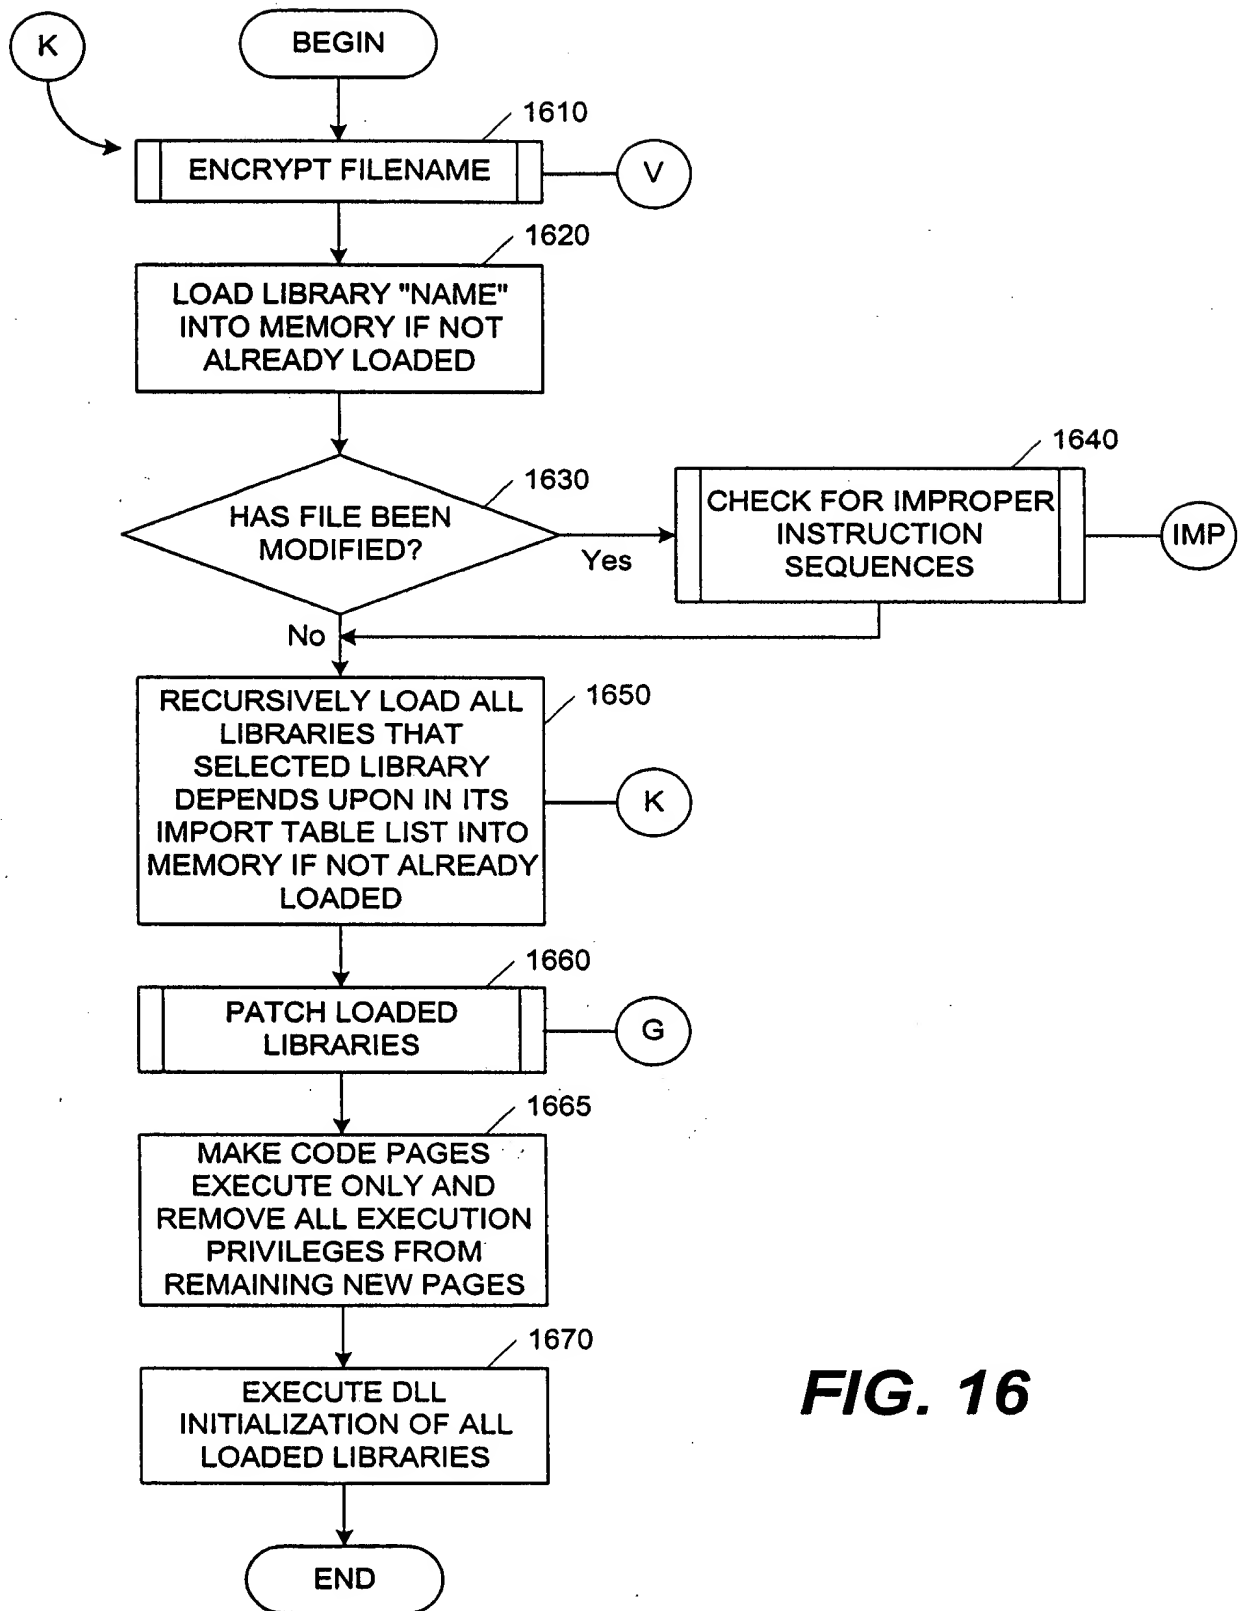 K
BEGIN
1610
ENCRYPT FILENAME
V
1620
LOAD LIBRARY "NAME"
INTO MEMORY IF NOT
ALREADY LOADED
1630
HAS FILE BEEN
MODIFIED?
Yes
1640
CHECK FOR IMPROPER
INSTRUCTION
SEQUENCES
IMP
No
1650
RECURSIVELY LOAD ALL
LIBRARIES THAT
SELECTED LIBRARY
DEPENDS UPON IN ITS
IMPORT TABLE LIST INTO
MEMORY IF NOT ALREADY
LOADED
K
1660
PATCH LOADED
LIBRARIES
G
1665
MAKE CODE PAGES
EXECUTE ONLY AND
REMOVE ALL EXECUTION
PRIVILEGES FROM
REMAINING NEW PAGES
1670
EXECUTE DLL
INITIALIZATION OF ALL
LOADED LIBRARIES
FIG. 16
END